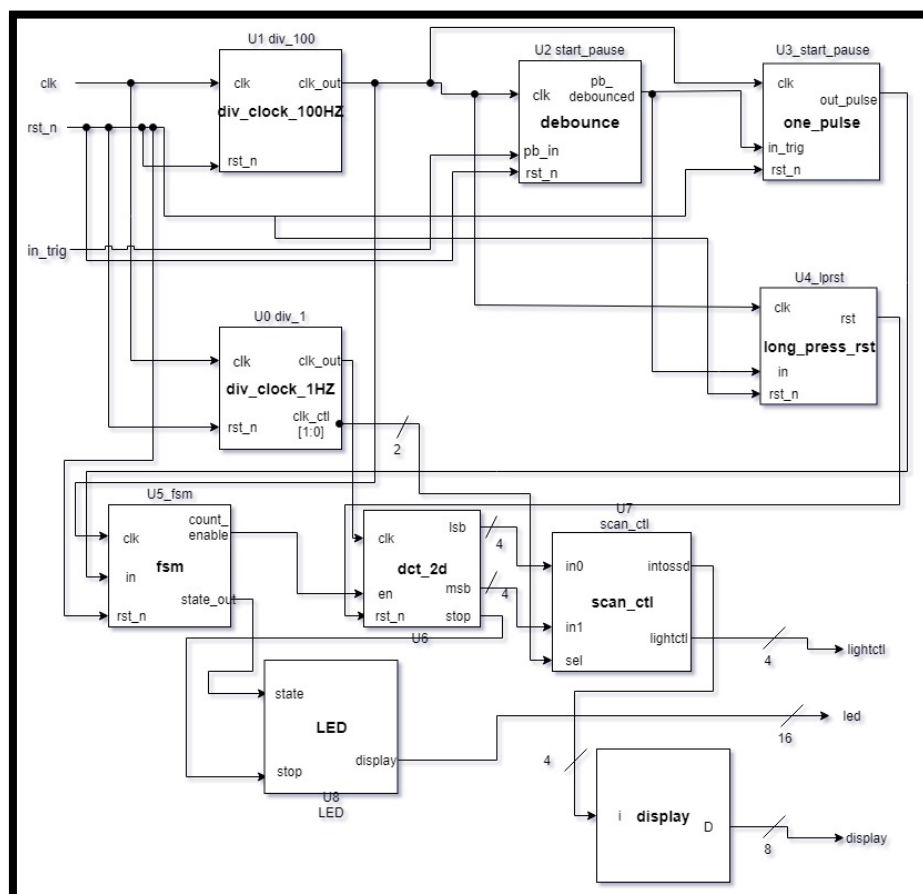 U1 div_100
clk
clk_out
div_clock_100HZ
rst_n
U2 start_pause
clk
pb_
debounced
debounce
pb_in
rst_n
U3_start_pause
clk
out_pulse
one_pulse
in_trig
rst_n
clk
rst_n
in_trig
U4_lprst
clk
rst
long_press_rst
in
rst_n
U0 div_1
clk
clk_out
div_clock_1HZ
clk_ctl
[1:0]
rst_n
2
U5_fsm
clk
count_
enable
fsm
in
state_out
rst_n
clk
lsb
dct_2d
en
msb
rst_n
stop
U6
4
4
U7
scan_ctl
in0
intossd
scan_ctl
in1
lightctl
sel
4
lightctl
state
LED
display
stop
U8
LED
16
led
4
i
display
D
8
display